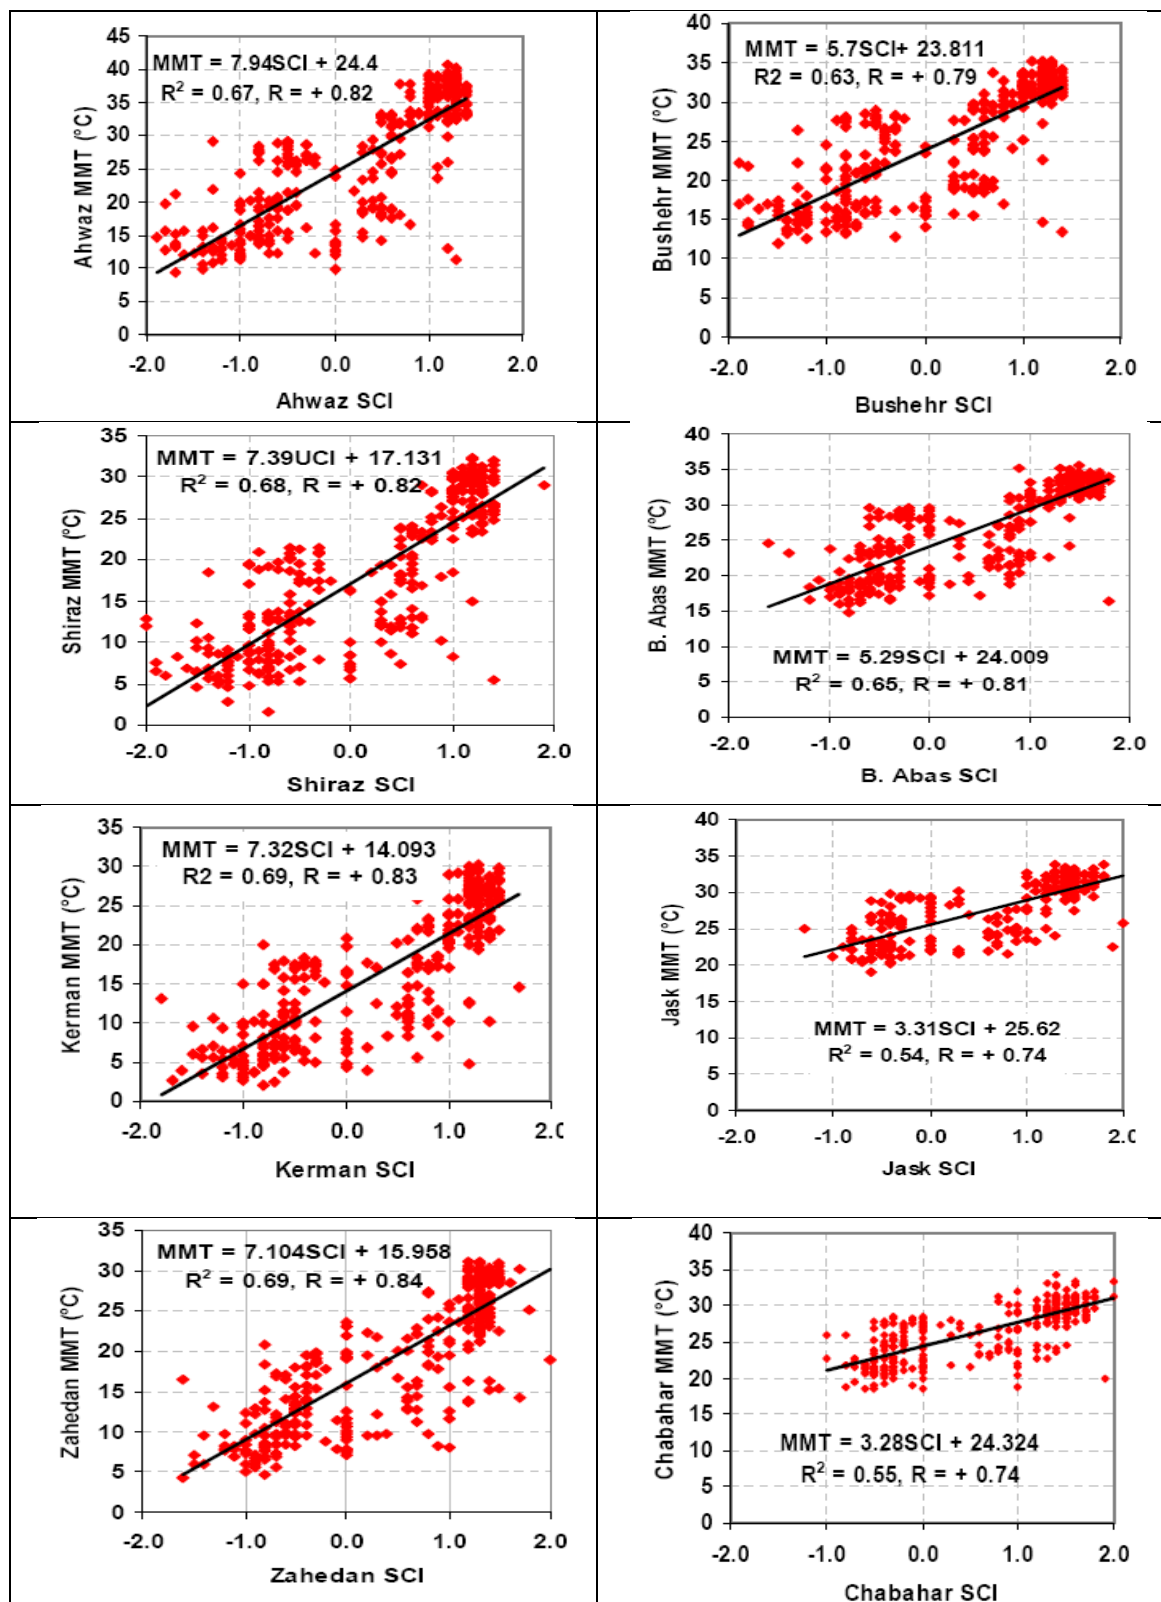 45
40
35
30
25
20
15
10
5
0
Ahwaz MMT (°C)
MMT = 7.94SCI + 24.4
R² = 0.67, R = + 0.82
-2.0 -1.0 0.0 1.0 2.0
Ahwaz SCI
40
35
30
25
20
15
10
5
0
Bushehr MMT (°C)
MMT = 5.7SCI+ 23.811
R2 = 0.63, R = + 0.79
-2.0 -1.0 0.0 1.0 2.0
Bushehr SCI
35
30
25
20
15
10
5
0
Shiraz MMT (°C)
MMT = 7.39UCI + 17.131
R² = 0.68, R = + 0.82
-2.0 -1.0 0.0 1.0 2.0
Shiraz SCI
40
35
30
25
20
15
10
5
0
B. Abas MMT (°C)
MMT = 5.29SCI + 24.009
R² = 0.65, R = + 0.81
-2.0 -1.0 0.0 1.0 2.0
B. Abas SCI
35
30
25
20
15
10
5
0
Kerman MMT (°C)
MMT = 7.32SCI + 14.093
R2 = 0.69, R = + 0.83
-2.0 -1.0 0.0 1.0 2.0
Kerman SCI
40
35
30
25
20
15
10
5
0
Jask MMT (°C)
MMT = 3.31SCI + 25.62
R² = 0.54, R = + 0.74
-2.0 -1.0 0.0 1.0 2.0
Jask SCI
35
30
25
20
15
10
5
0
Zahedan MMT (°C)
MMT = 7.104SCI + 15.958
R² = 0.69, R = + 0.84
-2.0 -1.0 0.0 1.0 2.0
Zahedan SCI
40
35
30
25
20
15
10
5
0
Chabahar MMT (°C)
MMT = 3.28SCI + 24.324
R² = 0.55, R = + 0.74
-2.0 -1.0 0.0 1.0 2.0
Chabahar SCI